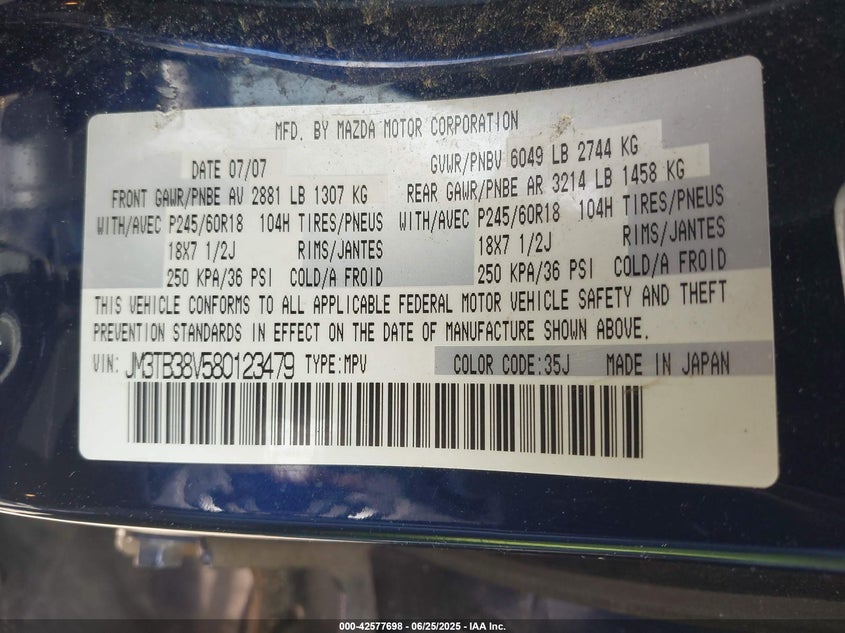 MFD. BY MAZDA MOTOR CORPORATION
DATE 07/07 GVWR/PNBV 6049 LB 2744 KG
FRONT GAWR/PNBE AV 2881 LB 1307 KG REAR GAWR/PNBE AR 3214 LB 1458 KG
WITH/AVEC P245/60R18 104H TIRES/PNEUS WITH/AVEC P245/60R18 104H TIRES/PNEUS
18X7 1/2J RIMS/JANTES 18X7 1/2J RIMS/JANTES
250 KPA/36 PSI COLD/A FROID 250 KPA/36 PSI COLD/A FROID
THIS VEHICLE CONFORMS TO ALL APPLICABLE FEDERAL MOTOR VEHICLE SAFETY AND THEFT
PREVENTION STANDARDS IN EFFECT ON THE DATE OF MANUFACTURE SHOWN ABOVE.
VIN: JM3TB38V580123479 TYPE:MPV COLOR CODE:35J MADE IN JAPAN
000-42577698 - 06/25/2025 - IAA Inc.